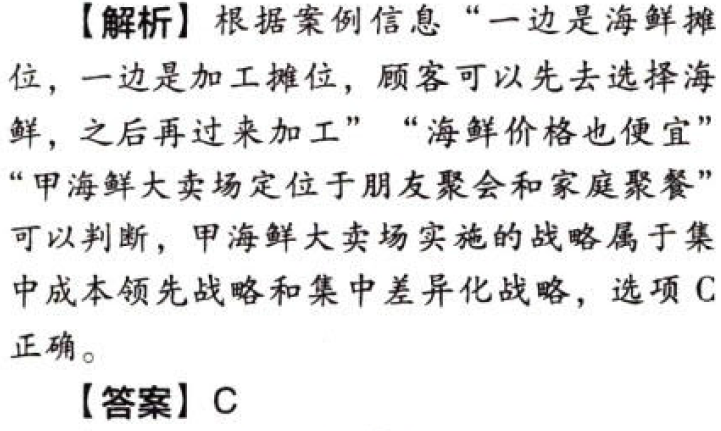 【解析】根据案例信息“一边是海鲜摊
位，一边是加工摊位，顾客可以先去选择海
鲜，之后再过来加工”“海鲜价格也便宜”
“甲海鲜大卖场定位于朋友聚会和家庭聚餐”
可以判断，甲海鲜大卖场实施的战略属于集
中成本领先战略和集中差异化战略，选项C
正确。
【答案】C